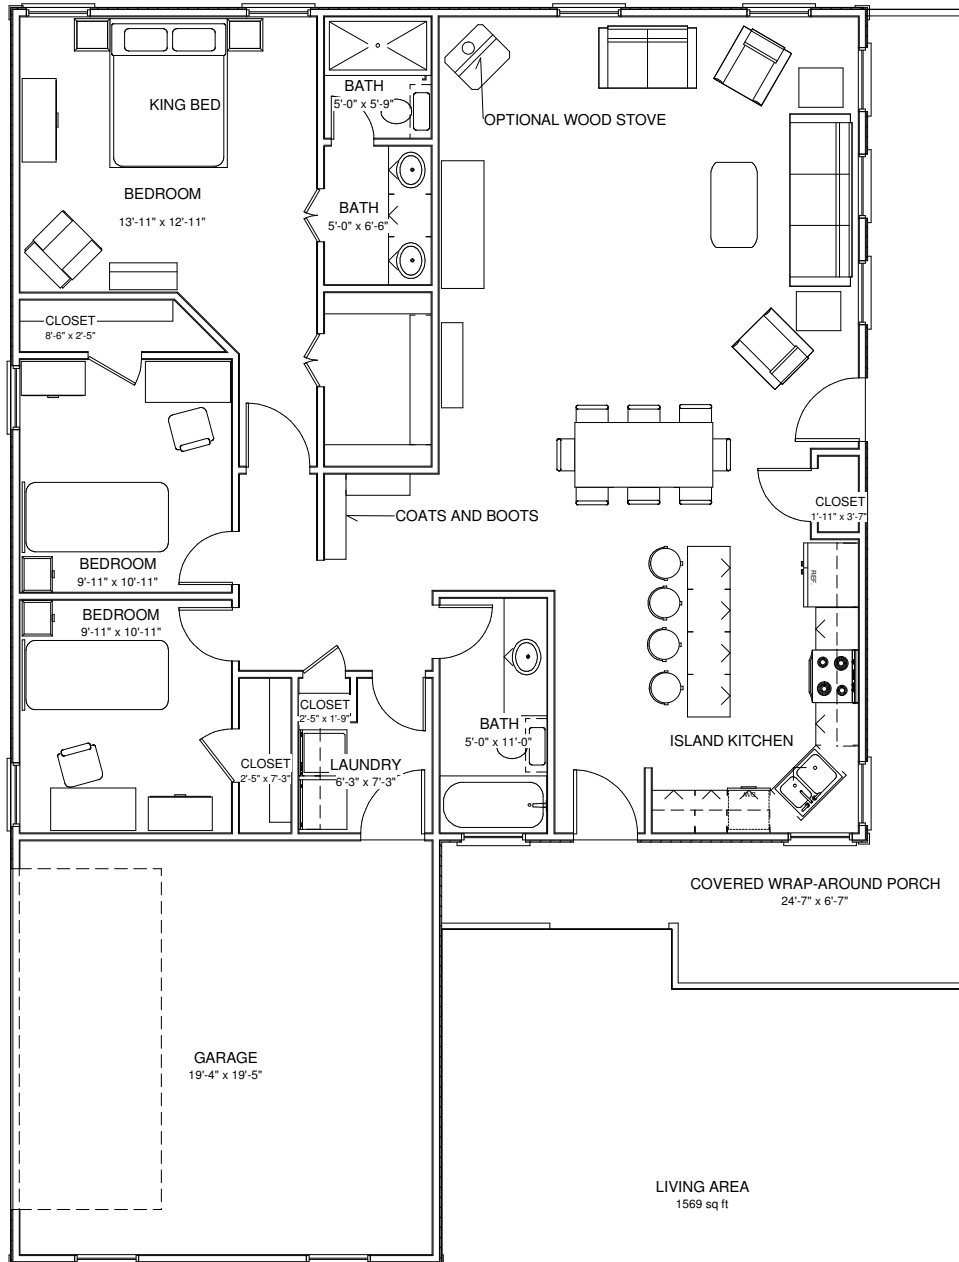 KING BED
BEDROOM
13'-11" x 12'-11"
BATH
5'-0" x 5'-9"
BATH
5'-0" x 6'-6"
OPTIONAL WOOD STOVE
CLOSET
8'-6" x 2'-5"
BEDROOM
9'-11" x 10'-11"
BEDROOM
9'-11" x 10'-11"
COATS AND BOOTS
CLOSET
1'-11" x 3'-7"
REF.
CLOSET
2'-5" x 1'-9"
CLOSET
2'-5" x 7'-3"
LAUNDRY
6'-3" x 7'-3"
BATH
5'-0" x 11'-0"
ISLAND KITCHEN
COVERED WRAP-AROUND PORCH
24'-7" x 6'-7"
GARAGE
19'-4" x 19'-5"
LIVING AREA
1569 sq ft